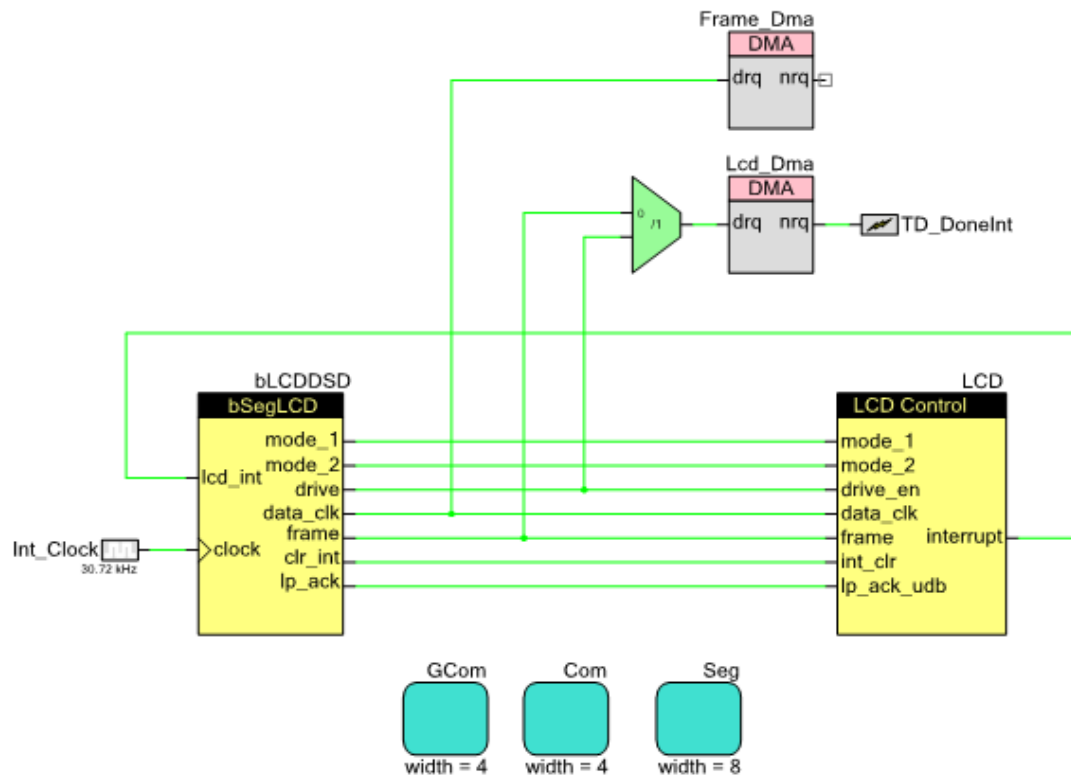 Frame_Dma
DMA
drq nrq
Lcd_Dma
DMA
0
/1
drq nrq
TD_DoneInt
bLCDDSD
bSegLCD
lcd_int
clock
mode_1
mode_2
drive
data_clk
frame
clr_int
lp_ack
Int_Clock
30.72 kHz
LCD
LCD Control
mode_1
mode_2
drive_en
data_clk
frame
int_clr
lp_ack_udb
interrupt
GCom
width = 4
Com
width = 4
Seg
width = 8